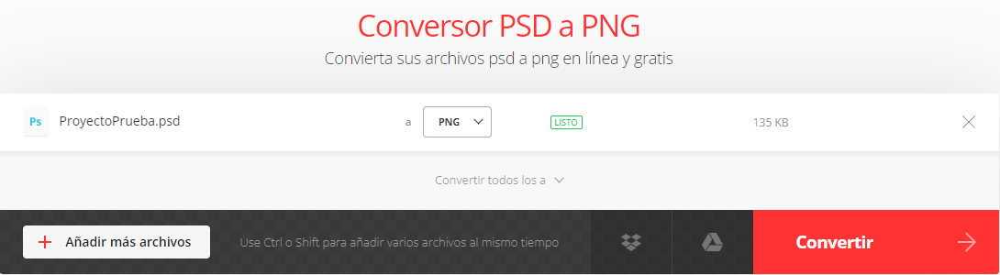 Conversor PSD a PNG
Convierta sus archivos psd a png en línea y gratis
Ps ProyectoPrueba.psd a PNG LISTO 135 KB
Convertir todos los a
Añadir más archivos Use Ctrl o Shift para añadir varios archivos al mismo tiempo Convertir